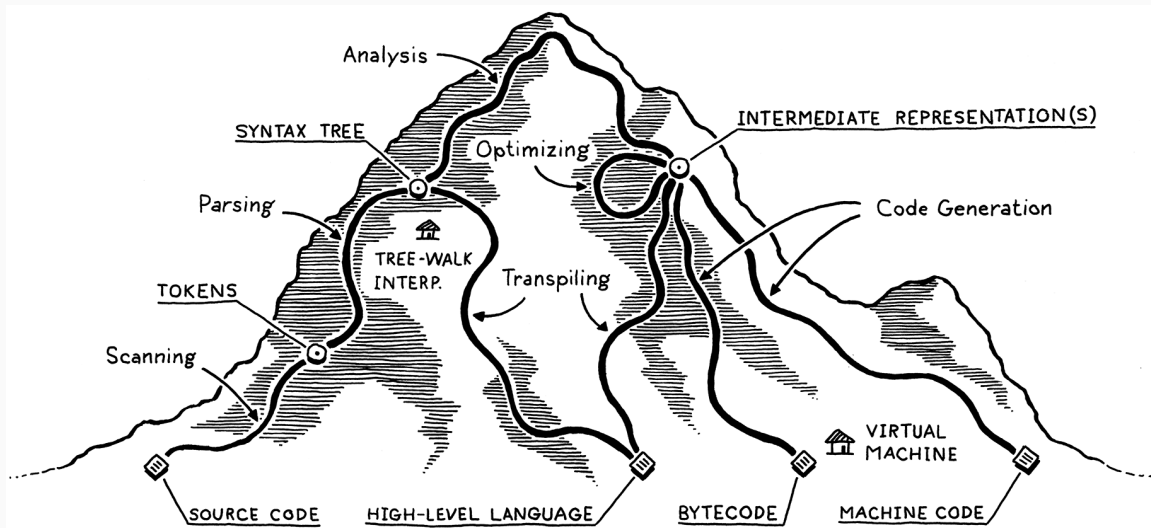 Analysis
SYNTAX TREE
INTERMEDIATE REPRESENTATION(S)
Optimizing
Parsing
Code Generation
TREE-WALK
INTERP.
Transpiling
TOKENS
Scanning
VIRTUAL
MACHINE
SOURCE CODE
HIGH-LEVEL LANGUAGE
BYTECODE
MACHINE CODE